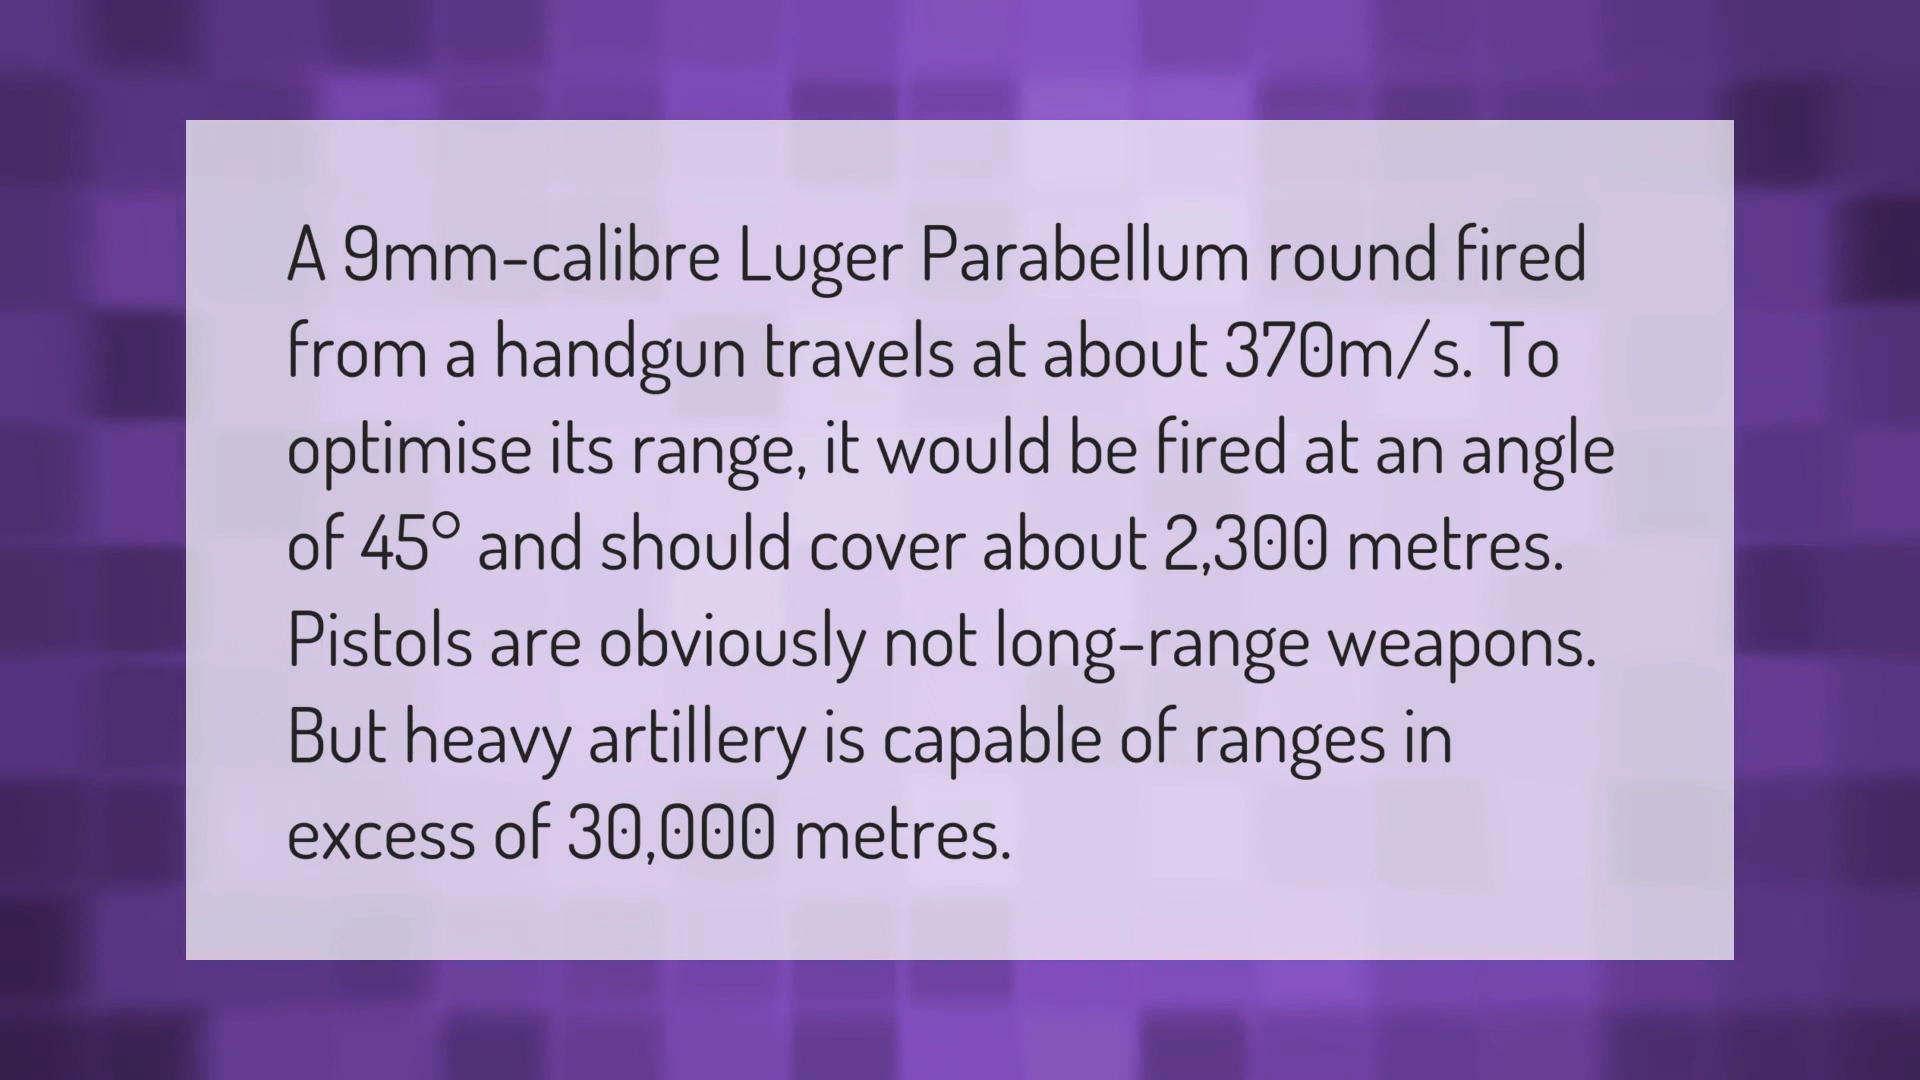 A 9mm-calibre Luger Parabellum round fired
from a handgun travels at about 370m/s. To
optimise its range, it would be fired at an angle
of 45° and should cover about 2,300 metres.
Pistols are obviously not long-range weapons.
But heavy artillery is capable of ranges in
excess of 30,000 metres.